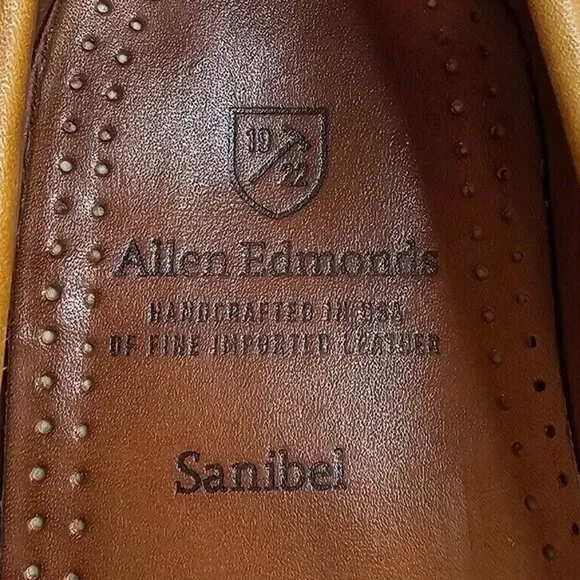 19
22
Allen Edmonds
HANDCRAFTED IN USA
OF FINE IMPORTED LEATHER
Sanibel